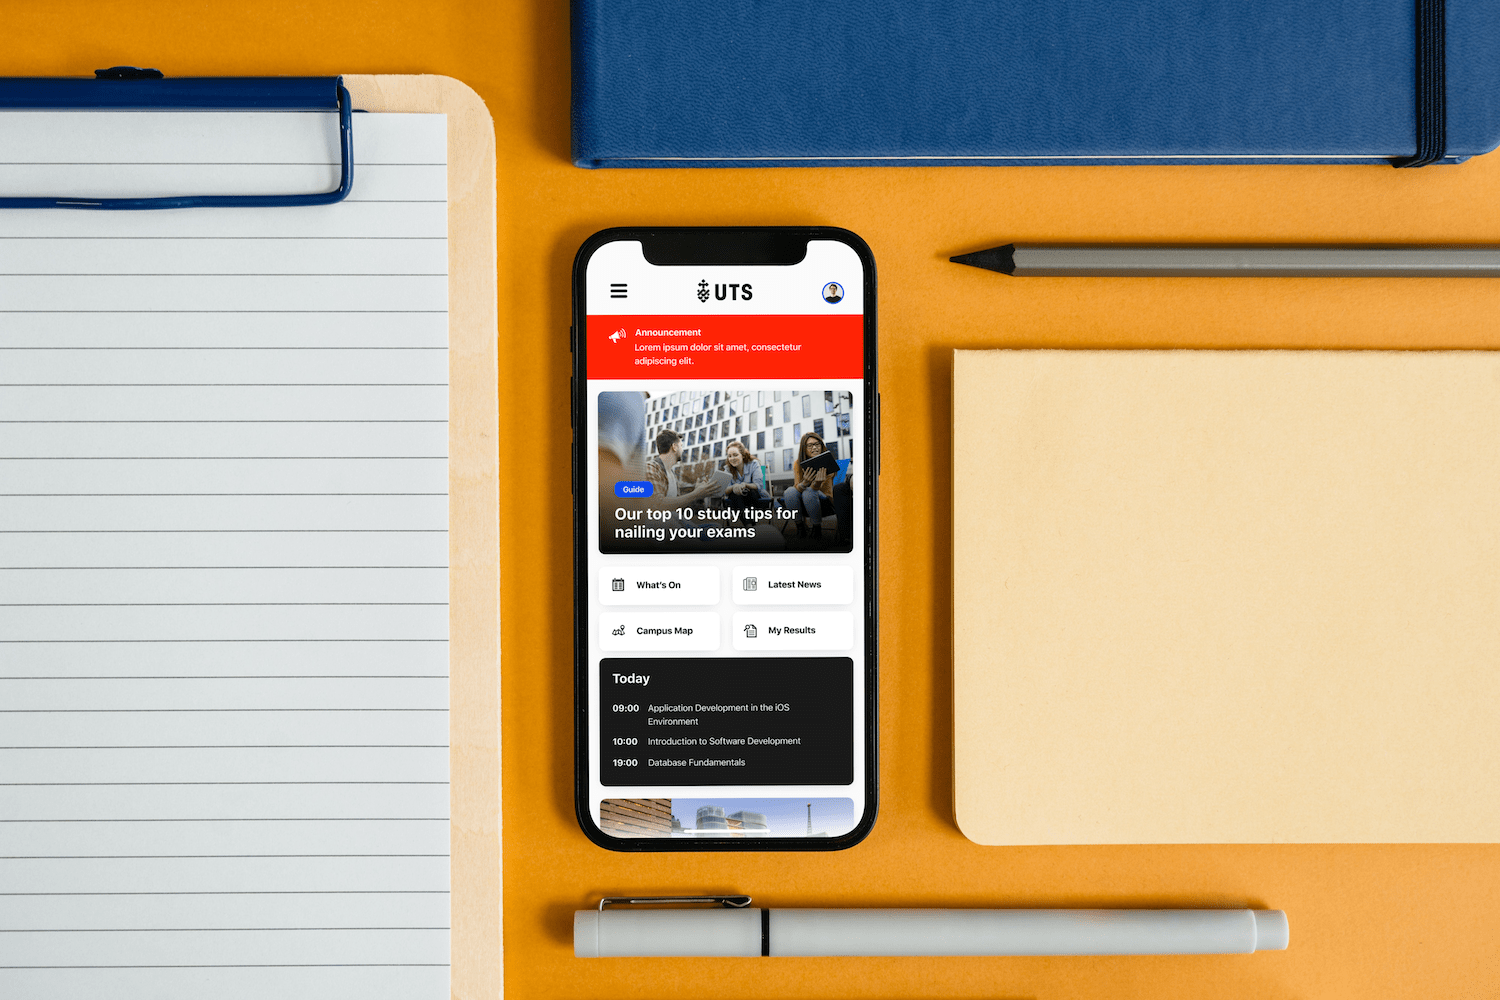 UTS
Announcement
Lorem ipsum dolor sit amet, consectetur
adipiscing elit.
Guide
Our top 10 study tips for
nailing your exams
What's On
Latest News
Campus Map
My Results
Today
09:00 Application Development in the iOS
Environment
10:00 Introduction to Software Development
19:00 Database Fundamentals